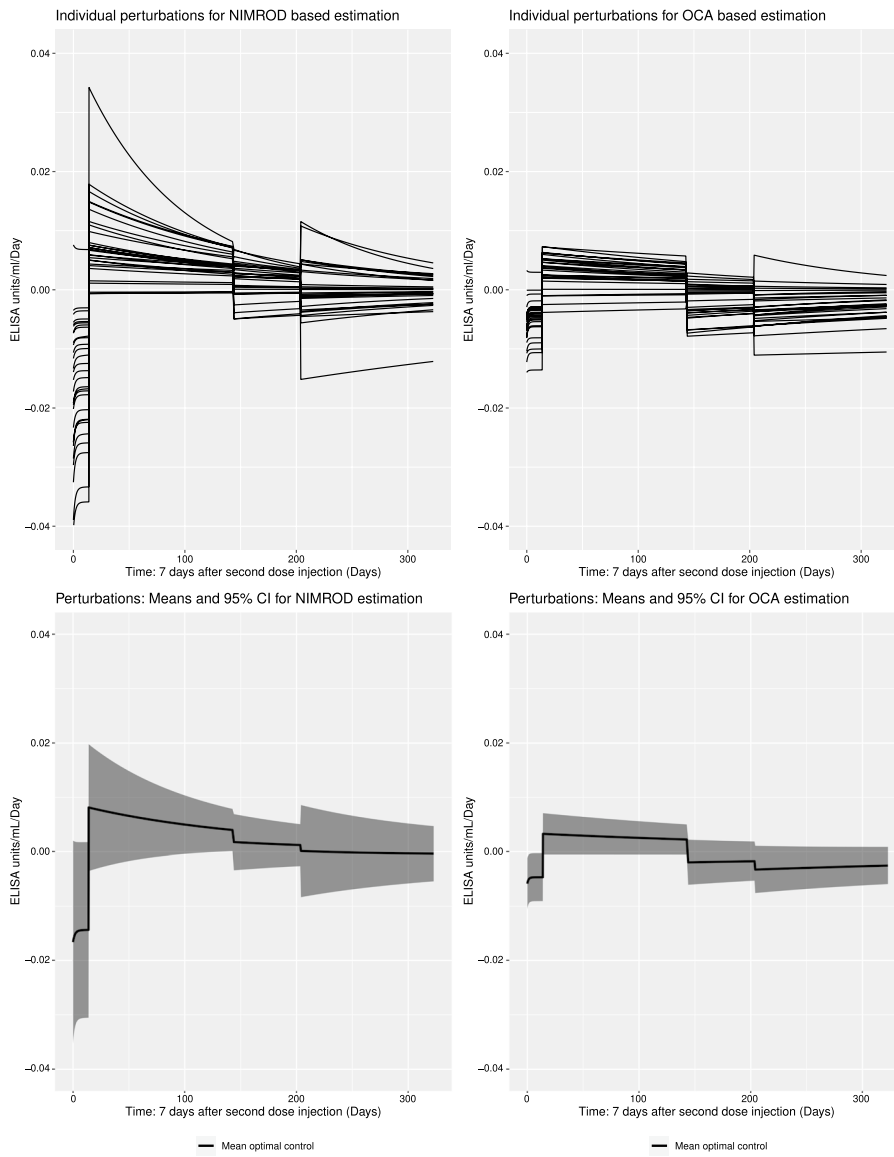 Individual perturbations for NIMROD based estimation
Individual perturbations for OCA based estimation
0.04
0.02
0.00
−0.02
−0.04
ELISA units/ml/Day
0
100
200
300
Time: 7 days after second dose injection (Days)
0.04
0.02
0.00
−0.02
−0.04
ELISA units/ml/Day
0
100
200
300
Time: 7 days after second dose injection (Days)
Perturbations: Means and 95% CI for NIMROD estimation
Perturbations: Means and 95% CI for OCA estimation
0.04
0.02
0.00
−0.02
−0.04
ELISA units/mL/Day
0
100
200
300
Time: 7 days after second dose injection (Days)
Mean optimal control
0.04
0.02
0.00
−0.02
−0.04
ELISA units/mL/Day
0
100
200
300
Time: 7 days after second dose injection (Days)
Mean optimal control